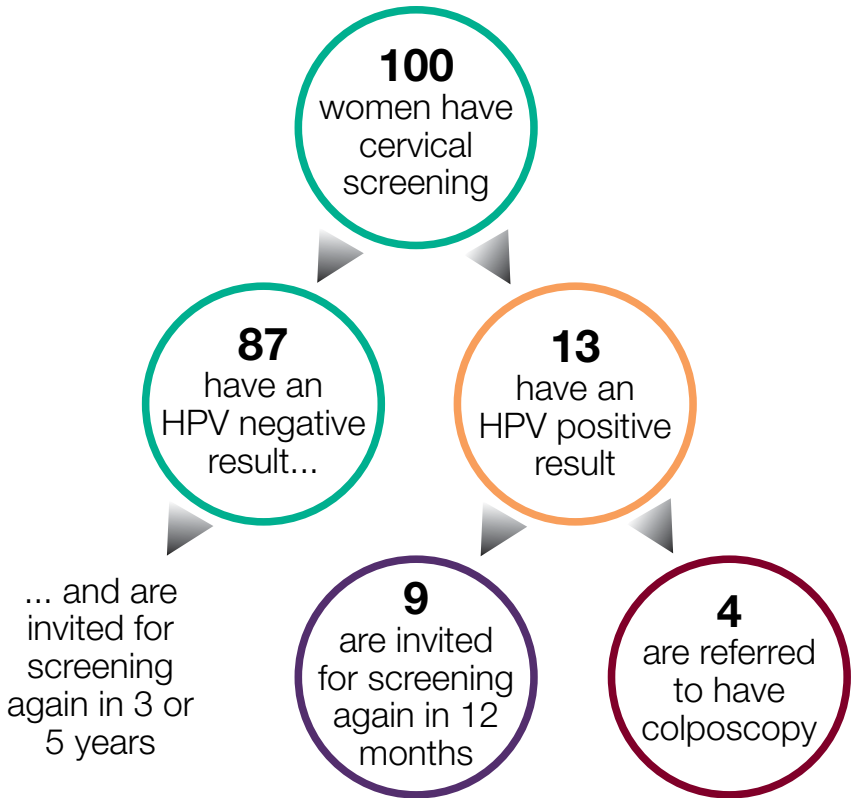 100
women have
cervical
screening
87
have an
HPV negative
result...
13
have an
HPV positive
result
... and are
invited for
screening
again in 3 or
5 years
9
are invited
for screening
again in 12
months
4
are referred
to have
colposcopy